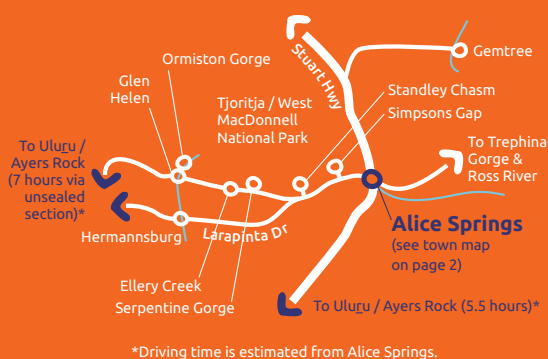 Ormiston Gorge
Glen
Helen
Tjoritja / West
MacDonnell
National Park
Stuart Hwy
Gemtree
Standley Chasm
Simpsons Gap
To Uluṟu /
Ayers Rock
(7 hours via
unsealed
section)*
To Trephina
Gorge &
Ross River
Hermannsburg
Larapinta Dr
Alice Springs
(see town map
on page 2)
Ellery Creek
Serpentine Gorge
To Uluṟu / Ayers Rock (5.5 hours)*
*Driving time is estimated from Alice Springs.